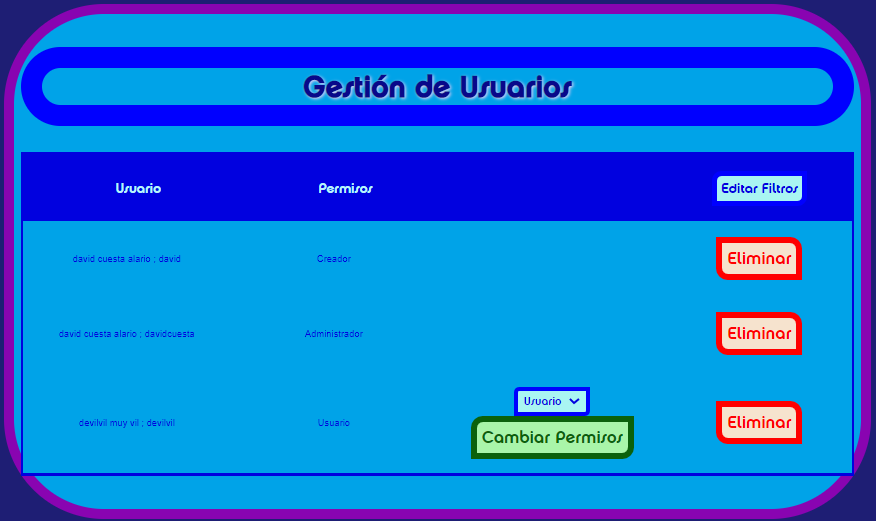 Gestión de Usuarios
Usuario Permisos Editar Filtros
david cuesta alario ; david Creador Eliminar
david cuesta alario ; davidcuesta Administrador Eliminar
Usuario
devilvil muy vil ; devilvil Usuario Cambiar Permisos Eliminar